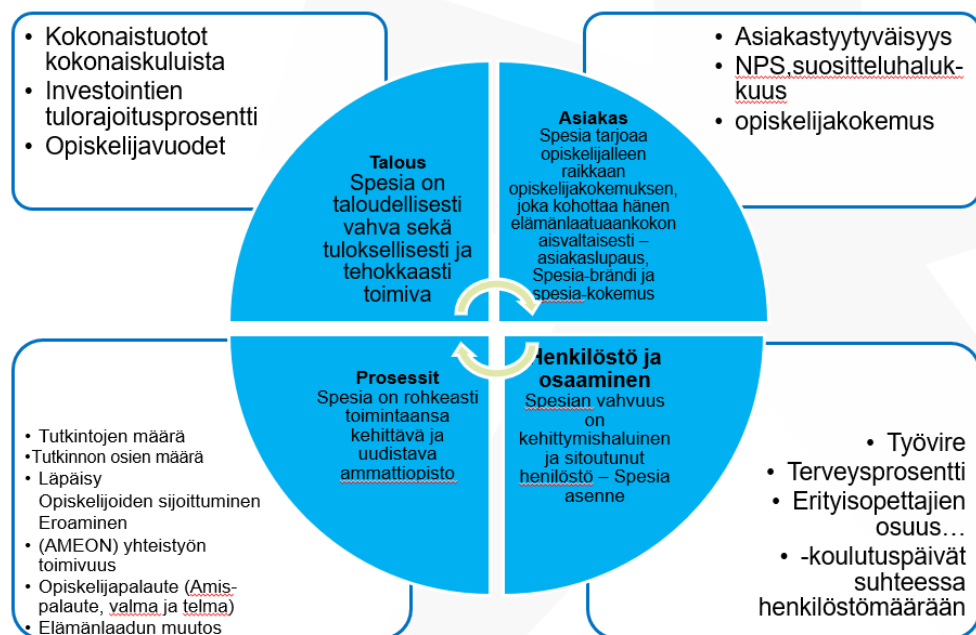 • Kokonaistuotot
kokonaiskuluista
• Investointien
tulorajoitusprosentti
• Opiskelijavuodet
• Asiakastyytyväisyys
• NPS,suositteluhaluk-
kuus
• opiskelijakokemus
Talous
Spesia on
taloudellisesti
vahva sekä
tuloksellisesti ja
tehokkaasti
toimiva
Asiakas
Spesia tarjoaa
opiskelijalleen
raikkaan
opiskelijakokemuksen,
joka kohottaa hänen
elämänlaatuaankokon
aisvaltaisesti –
asiakaslupaus,
Spesia-brändi ja
spesia-kokemus
Prosessit
Spesia on rohkeasti
toimintaansa
kehittävä ja
uudistava
ammattiopisto
Henkilöstö ja
osaaminen
Spesian vahvuus
on
kehittymishaluinen
ja sitoutunut
henilöstö – Spesia
asenne
• Tutkintojen määrä
•Tutkinnon osien määrä
• Läpäisy
Opiskelijoiden sijoittuminen
Eroaminen
• (AMEON) yhteistyön
toimivuus
• Opiskelijapalaute (Amis-
palaute, valma ja telma)
• Elämänlaadun muutos
• Työvire
• Terveysprosentti
• Erityisopettajien
osuus…
• -koulutuspäivät
suhteessa
henkilöstömäärään